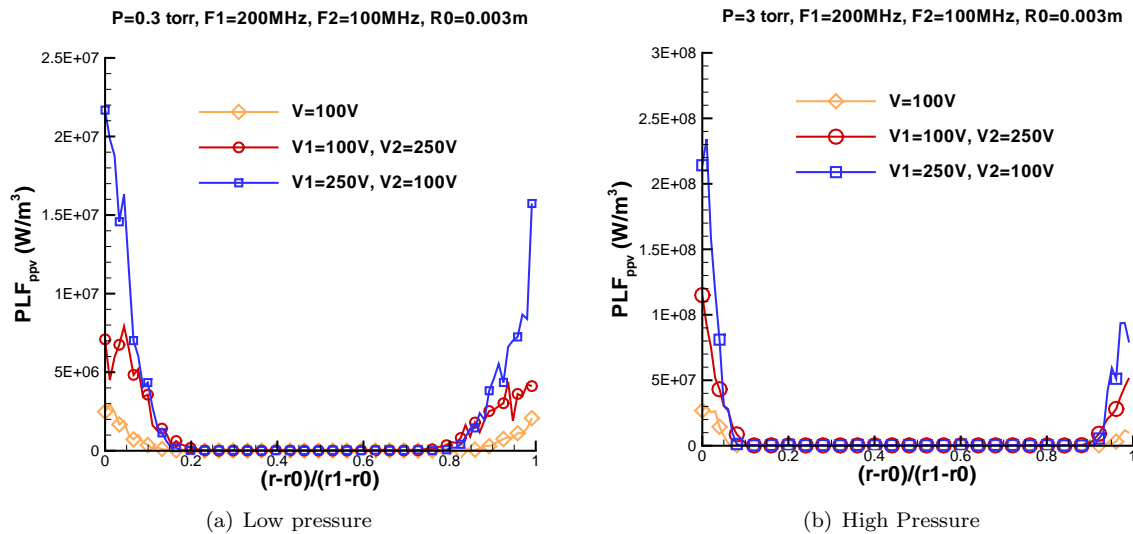 P=0.3 torr, F1=200MHz, F2=100MHz, R0=0.003m
2.5E+07
2E+07
1.5E+07
1E+07
5E+06
0
PLF_ppv (W/m³)
V=100V
V1=100V, V2=250V
V1=250V, V2=100V
0 0.2 0.4 0.6 0.8 1
(r-r0)/(r1-r0)
(a) Low pressure
P=3 torr, F1=200MHz, F2=100MHz, R0=0.003m
3E+08
2.5E+08
2E+08
1.5E+08
1E+08
5E+07
0
PLF_ppv (W/m³)
V=100V
V1=100V, V2=250V
V1=250V, V2=100V
0 0.2 0.4 0.6 0.8 1
(r-r0)/(r1-r0)
(b) High Pressure